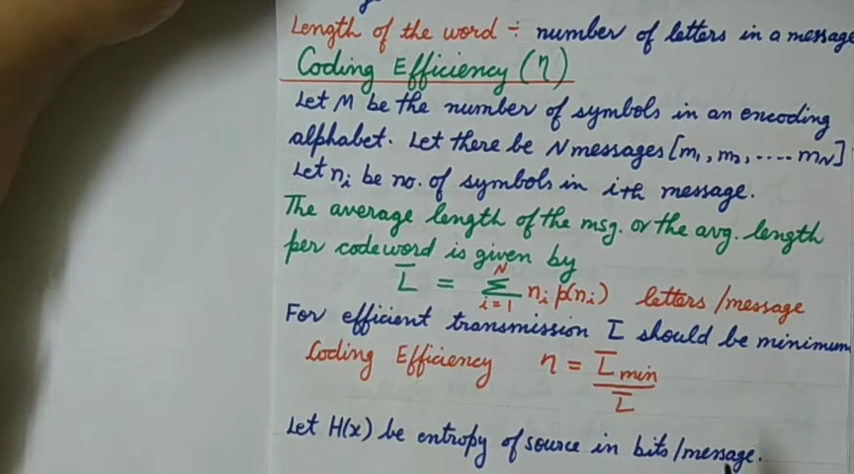 Length of the word ÷ number of letters in a message
Coding Efficiency (η)
Let M be the number of symbols in an encoding
alphabet. Let there be N messages [m₁, m₂, ..... mN]
Let nᵢ be no. of symbols in ith message.
The average length of the msg. or the avg. length
per codeword is given by
L̅ = ∑ᵢ₌₁ᴺ nᵢ p(nᵢ) letters/message
For efficient transmission L̅ should be minimum
Coding Efficiency η = L̅ min / L̅
Let H(x) be entropy of source in bits/message.